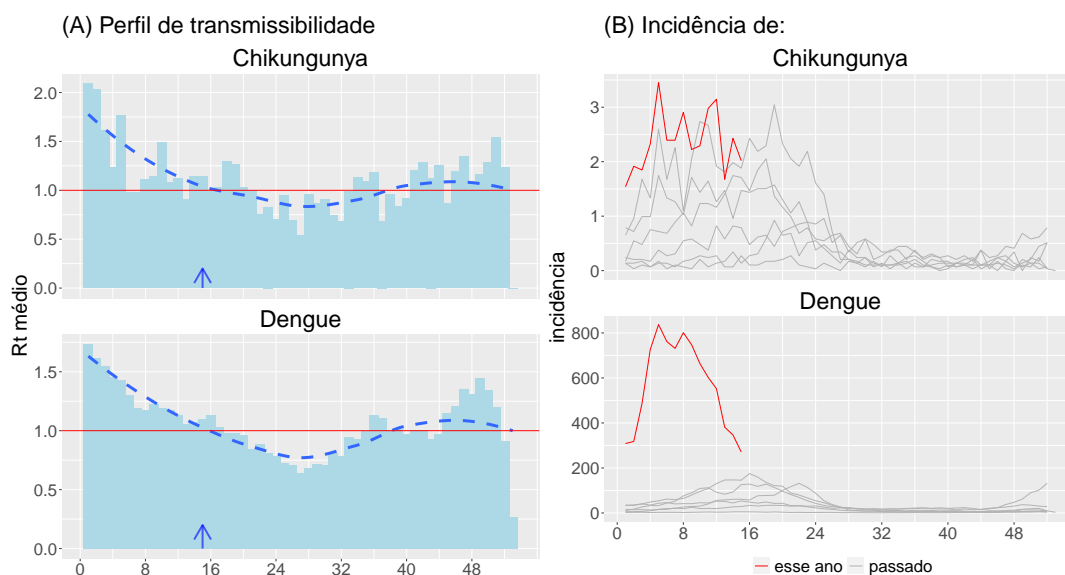 (A) Perfil de transmissibilidade
Chikungunya
2.0
1.5
1.0
0.5
0.0
Dengue
1.5
1.0
0.5
0.0
0 8 16 24 32 40 48
Rt médio
(B) Incidência de:
Chikungunya
3
2
1
0
Dengue
800
600
400
200
0
0 8 16 24 32 40 48
incidência
esse ano passado